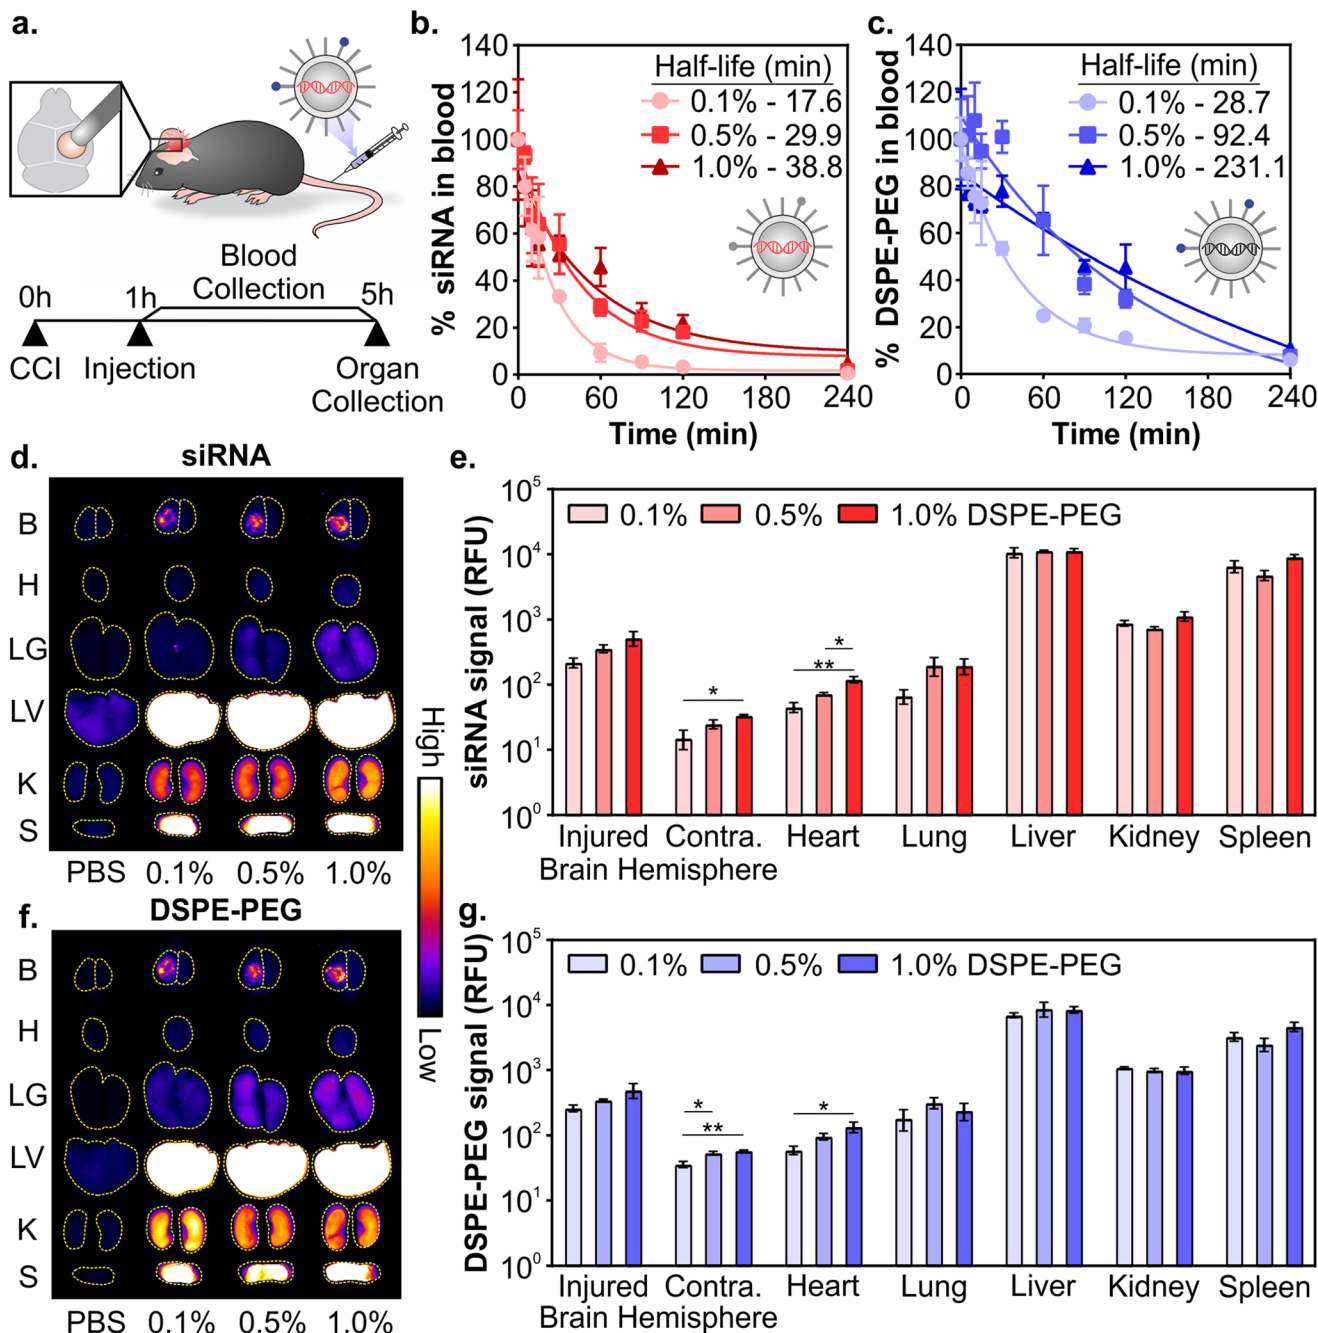 a.
0h
1h
Blood
Collection
5h
CCI
Injection
Organ
Collection
b.
% siRNA in blood
140
120
100
80
60
40
20
0
Half-life (min)
0.1% - 17.6
0.5% - 29.9
1.0% - 38.8
0 60 120 180 240
Time (min)
c.
% DSPE-PEG in blood
140
120
100
80
60
40
20
0
Half-life (min)
0.1% - 28.7
0.5% - 92.4
1.0% - 231.1
0 60 120 180 240
Time (min)
d.
siRNA
B
H
LG
LV
K
S
PBS 0.1% 0.5% 1.0%
High
Low
e.
siRNA signal (RFU)
10^5
10^4
10^3
10^2
10^1
10^0
0.1% 0.5% 1.0% DSPE-PEG
*
**
*
Injured Contra. Heart Lung Liver Kidney Spleen
Brain Hemisphere
f.
DSPE-PEG
B
H
LG
LV
K
S
PBS 0.1% 0.5% 1.0%
g.
DSPE-PEG signal (RFU)
10^5
10^4
10^3
10^2
10^1
10^0
0.1% 0.5% 1.0% DSPE-PEG
*
**
*
Injured Contra. Heart Lung Liver Kidney Spleen
Brain Hemisphere